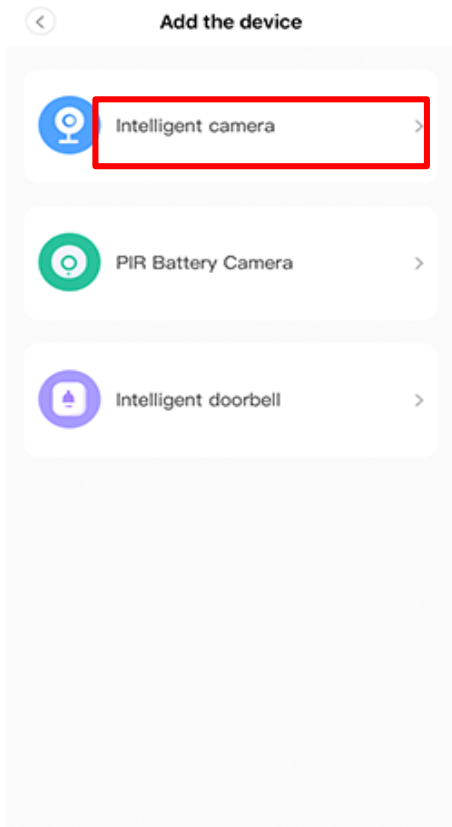 Add the device
Intelligent camera
PIR Battery Camera
Intelligent doorbell